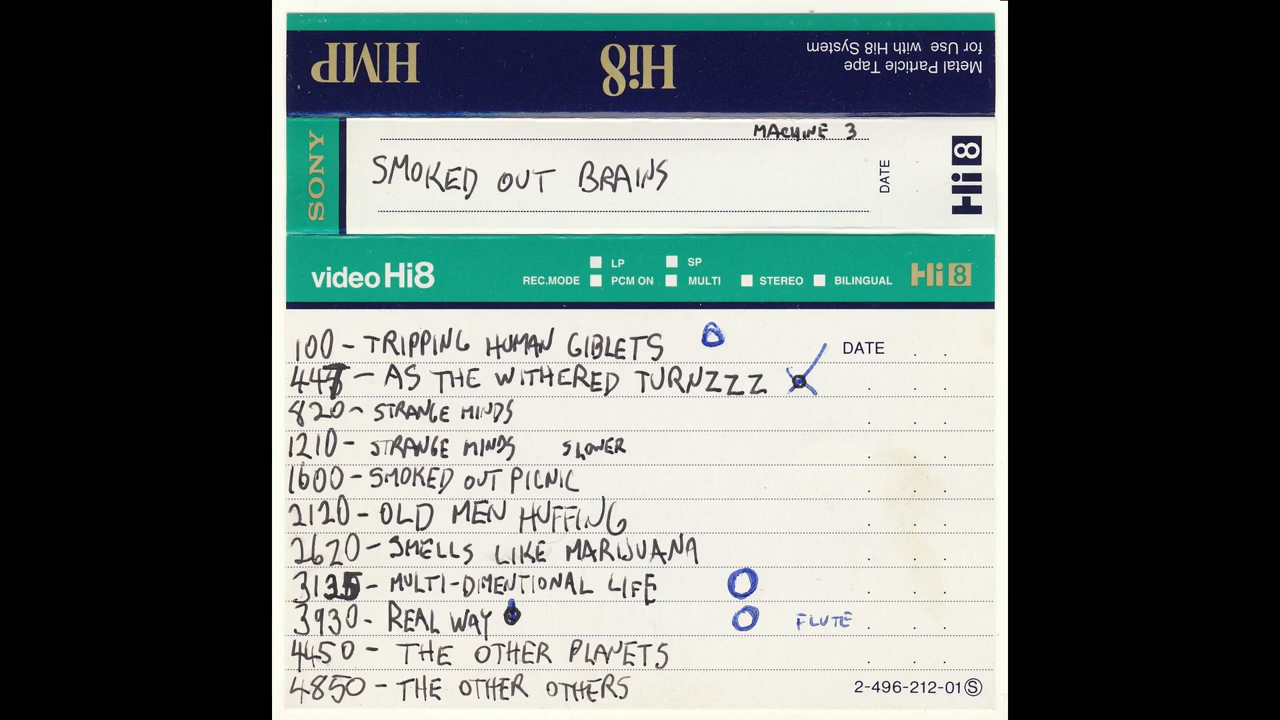 HMP Hi8 Metal Particle Tape
for Use with Hi8 System
SONY
MACHINE 3
SMOKED OUT BRAINS
DATE
Hi8
video Hi8
LP SP
REC.MODE PCM ON MULTI STEREO BILINGUAL
Hi8
100 - TRIPPING HUMAN GIBLETS DATE . .
447 - AS THE WITHERED TURNZZZ
820 - STRANGE MINDS
1210 - STRANGE MINDS SLOWER
1600 - SMOKED OUT PICNIC
2120 - OLD MEN HUFFING
2620 - SMELLS LIKE MARIJUANA
3135 - MULTI-DIMENTIONAL LIFE
3930 - REAL WAY FLUTE
4450 - THE OTHER PLANETS
4850 - THE OTHER OTHERS
2-496-212-01Ⓢ